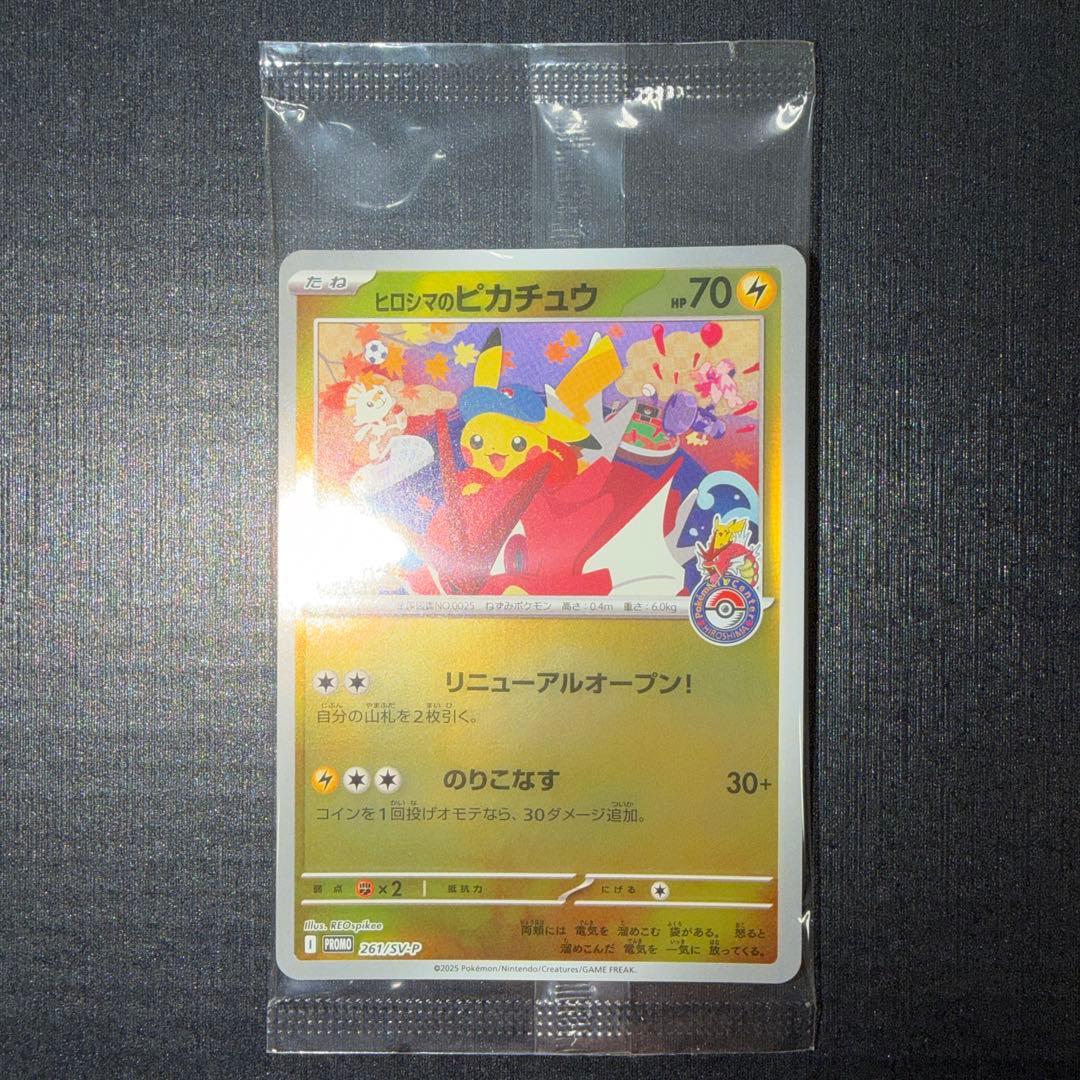 たね
ヒロシマのピカチュウ
HP70
全国図鑑NO.0025 ねずみポケモン 高さ：0.4m 重さ：6.0kg
Pokémon Center
HIROSHIMA
リニューアルオープン！
自分の山札を2枚引く。
のりこなす 30+
コインを1回投げオモテなら、30ダメージ追加。
弱点 ×2 抵抗力 にげる
Illus. REOspikee
両頬には 電気を 溜めこむ 袋がある。 怒ると
溜めこんだ 電気を 一気に 放ってくる。
I PROMO 261/SV-P
©2025 Pokémon/Nintendo/Creatures/GAME FREAK.